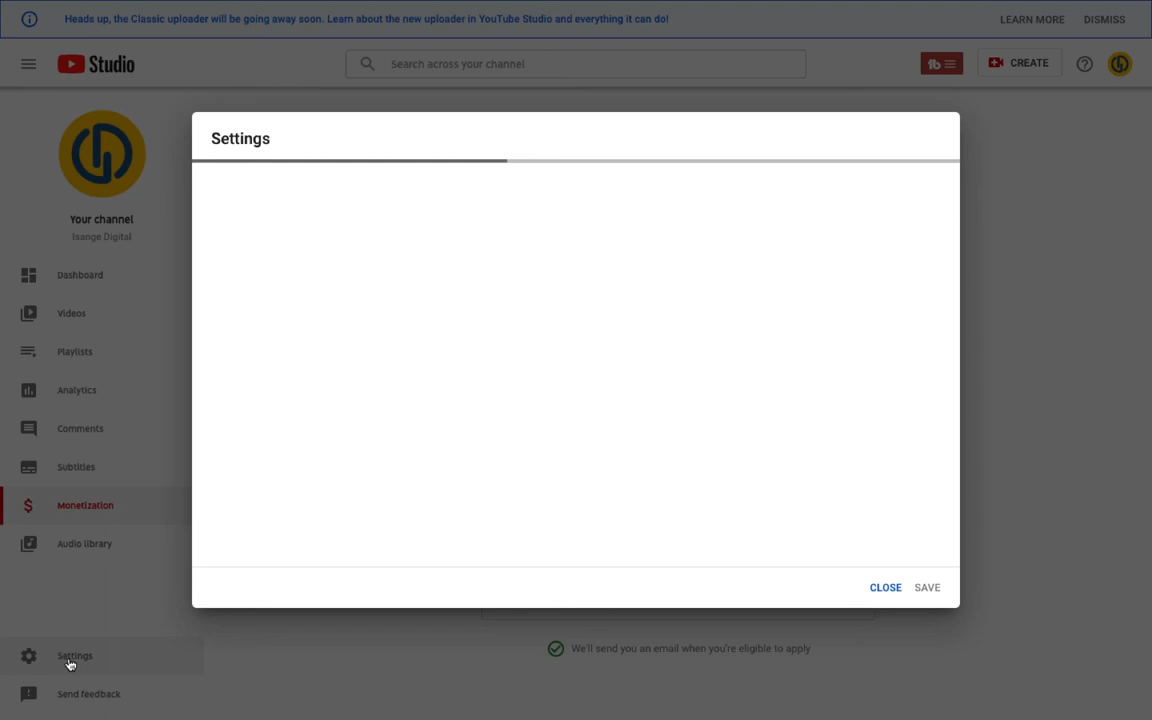 Heads up, the Classic uploader will be going away soon. Learn about the new uploader in YouTube Studio and everything it can do!
LEARN MORE
DISMISS
Studio
Search across your channel
tb
CREATE
Settings
Your channel
Isange Digital
Dashboard
Videos
Playlists
Analytics
Comments
Subtitles
Monetization
Audio library
CLOSE
SAVE
We'll send you an email when you're eligible to apply
Settings
Send feedback